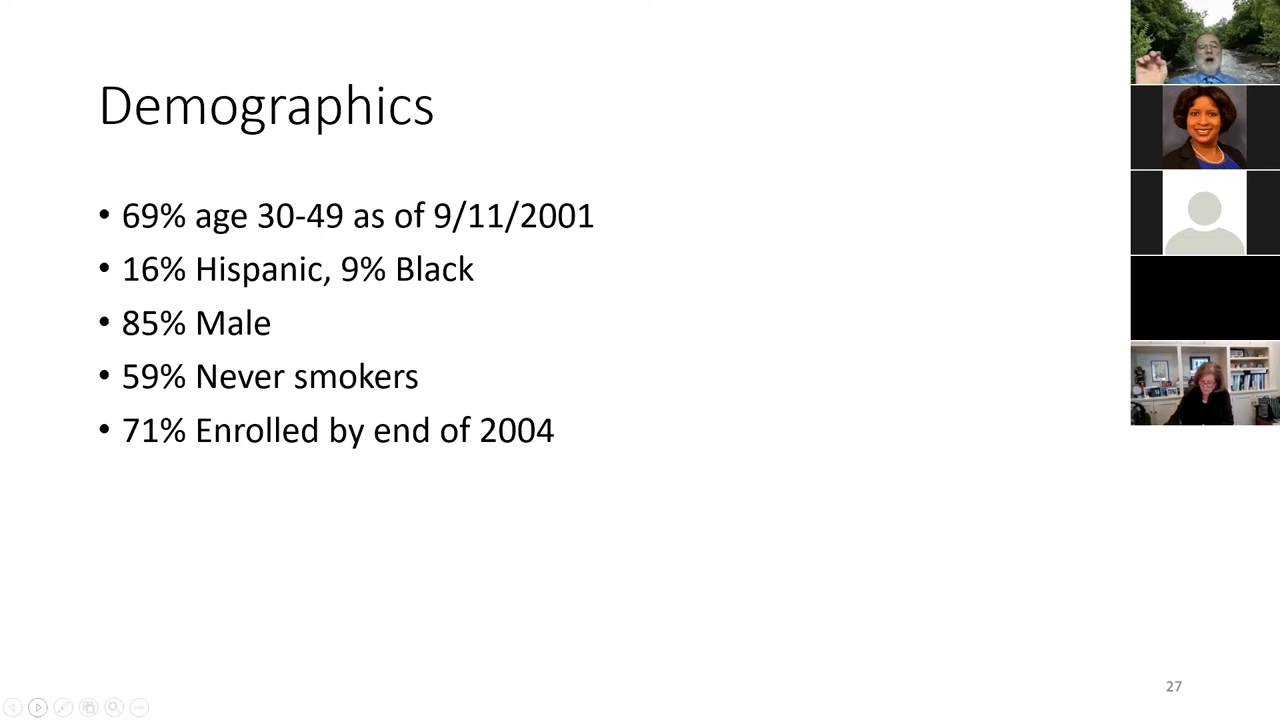 Demographics
• 69% age 30-49 as of 9/11/2001
• 16% Hispanic, 9% Black
• 85% Male
• 59% Never smokers
• 71% Enrolled by end of 2004
27